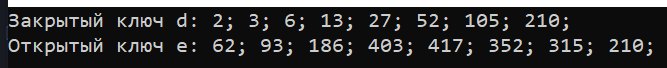 Закрытый ключ d: 2; 3; 6; 13; 27; 52; 105; 210;
Открытый ключ e: 62; 93; 186; 403; 417; 352; 315; 210;